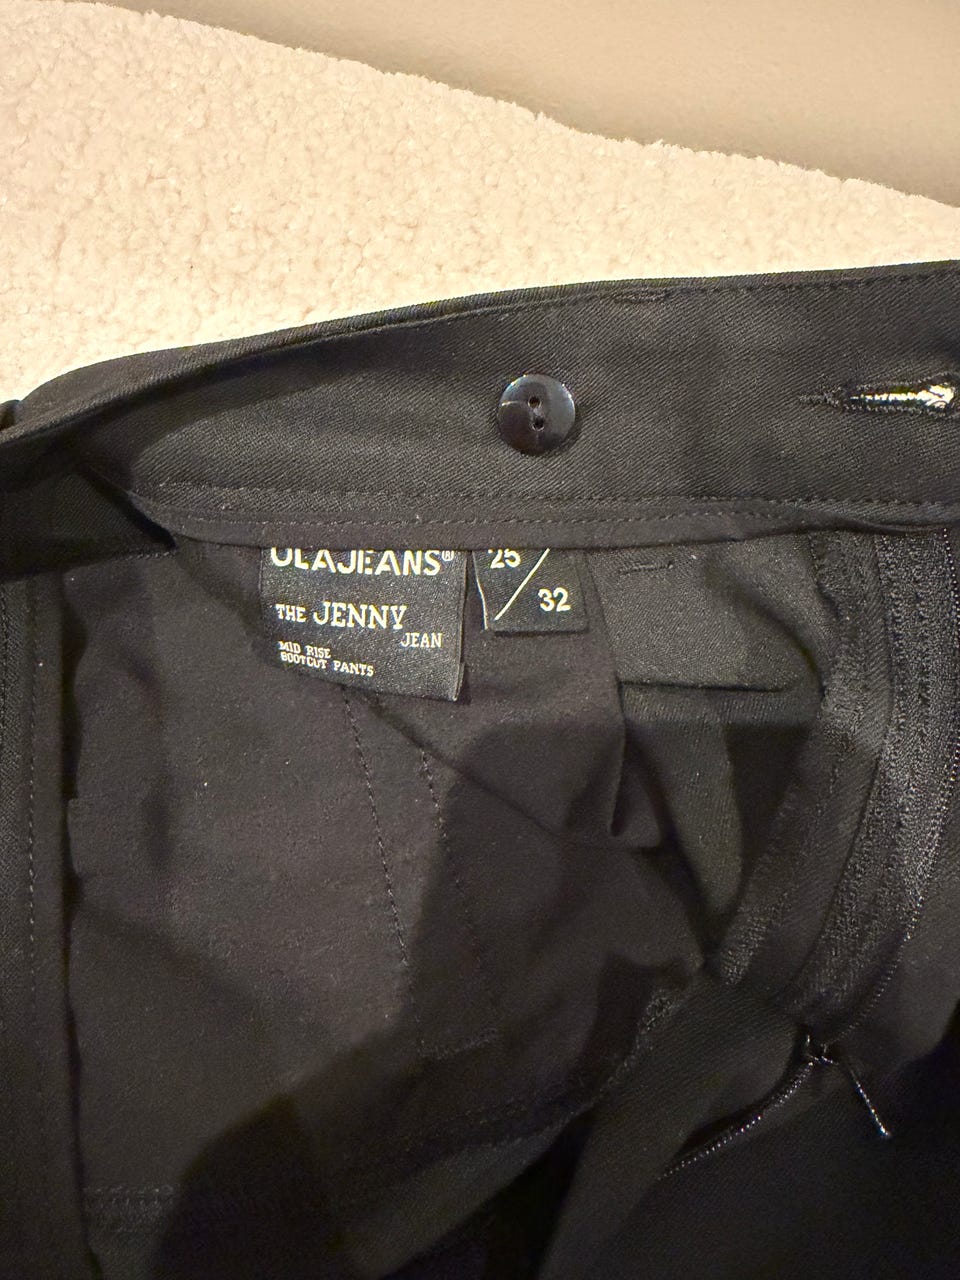 OLAJEANS®
THE JENNY
JEAN
MID RISE
BOOTCUT PANTS
25/
32